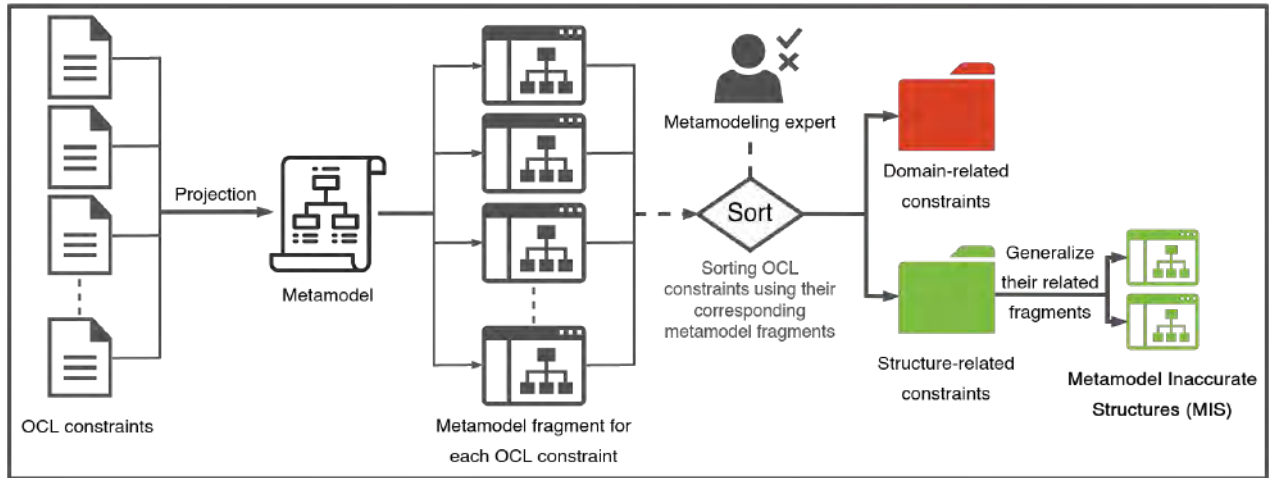 OCL constraints
Projection
Metamodel
Metamodel fragment for
each OCL constraint
Metamodeling expert
Sort
Sorting OCL
constraints using their
corresponding
metamodel fragments
Domain-related
constraints
Structure-related
constraints
Generalize
their related
fragments
Metamodel Inaccurate
Structures (MIS)